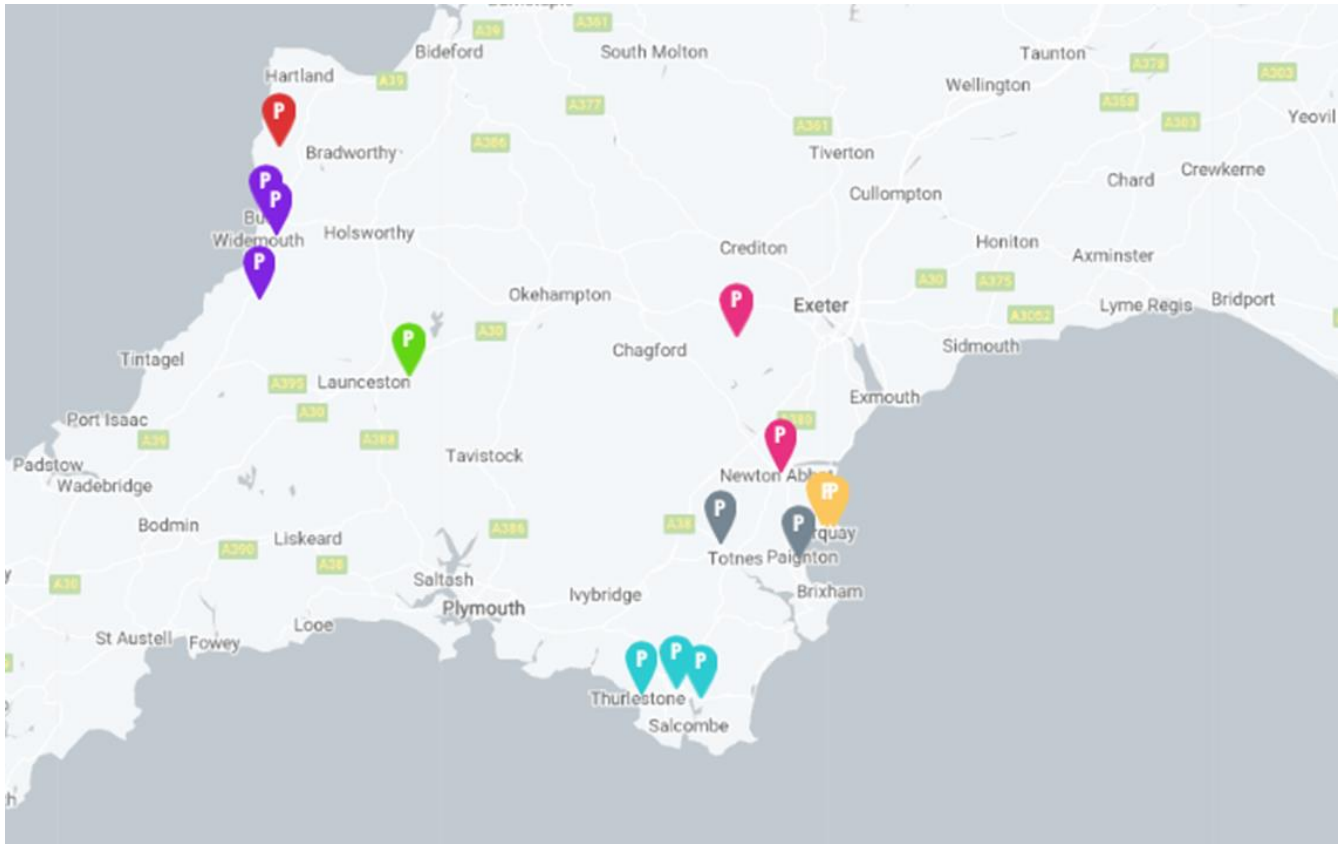 A39
A361
Bideford
South Molton
Taunton
A378
A303
Hartland
A39
Wellington
A377
A358
A303
Yeovil
P
A361
A386
Bradworthy
Tiverton
Crewkerne
P
Chard
Cullompton
P
Holsworthy
Widemouth
Honiton
Crediton
Axminster
P
A30
A375
Okehampton
P
Exeter
Lyme Regis
Bridport
A3052
A30
P
Chagford
Sidmouth
Tintagel
A395
Launceston
Exmouth
A30
Port Isaac
A39
A388
P
Tavistock
Padstow
Newton
Wadebridge
P
P
P
Bodmin
A38
P
A386
Liskeard
A390
Totnes
Paignton
A38
Saltash
A30
Ivybridge
Brixham
Plymouth
Looe
St Austell
Fowey
P
P
P
Thurlestone
Salcombe